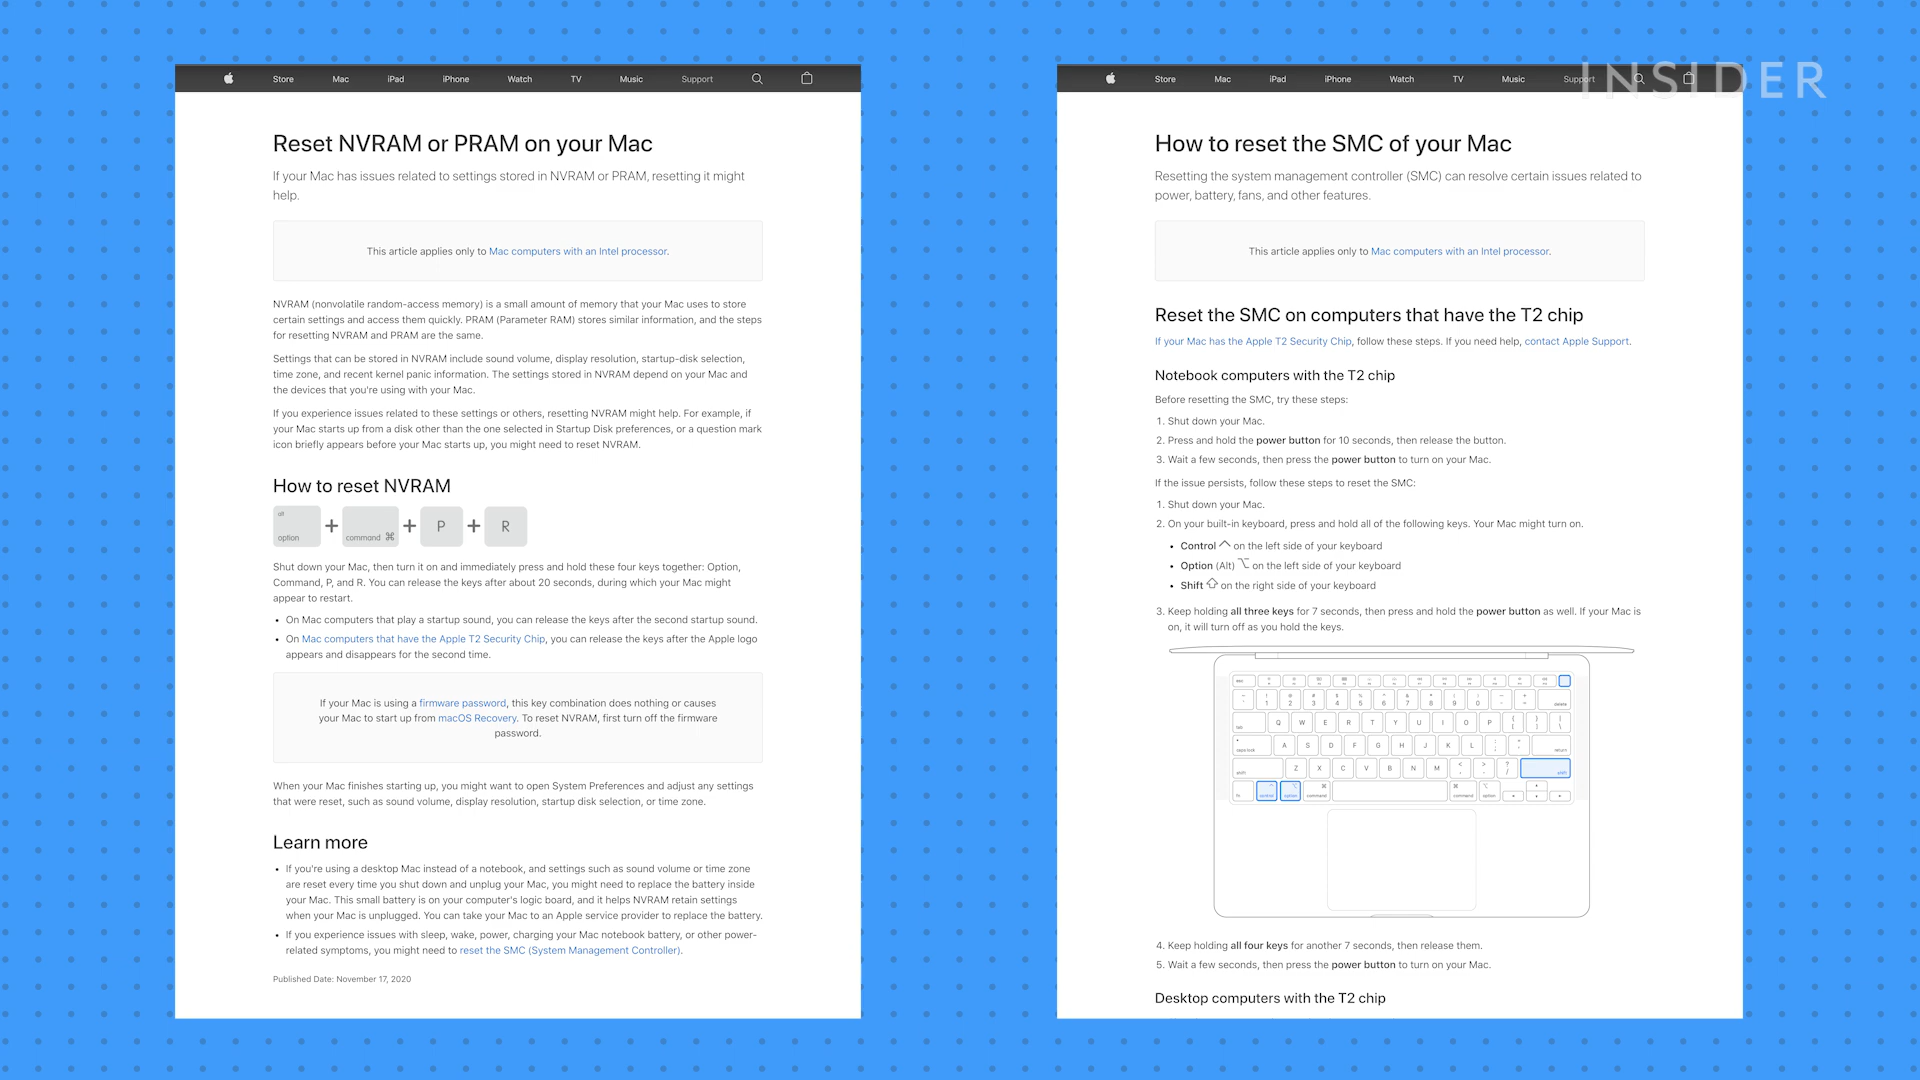 Store Mac iPad iPhone Watch TV Music Support
Reset NVRAM or PRAM on your Mac
If your Mac has issues related to settings stored in NVRAM or PRAM, resetting it might
help.
This article applies only to Mac computers with an Intel processor.
NVRAM (nonvolatile random-access memory) is a small amount of memory that your Mac uses to store
certain settings and access them quickly. PRAM (Parameter RAM) stores similar information, and the steps
for resetting NVRAM and PRAM are the same.
Settings that can be stored in NVRAM include sound volume, display resolution, startup-disk selection,
time zone, and recent kernel panic information. The settings stored in NVRAM depend on your Mac and
the devices that you're using with your Mac.
If you experience issues related to these settings or others, resetting NVRAM might help. For example, if
your Mac starts up from a disk other than the one selected in Startup Disk preferences, or a question mark
icon briefly appears before your Mac starts up, you might need to reset NVRAM.
How to reset NVRAM
alt
option + command ⌘ + P + R
Shut down your Mac, then turn it on and immediately press and hold these four keys together: Option,
Command, P, and R. You can release the keys after about 20 seconds, during which your Mac might
appear to restart.
• On Mac computers that play a startup sound, you can release the keys after the second startup sound.
• On Mac computers that have the Apple T2 Security Chip, you can release the keys after the Apple logo
appears and disappears for the second time.
If your Mac is using a firmware password, this key combination does nothing or causes
your Mac to start up from macOS Recovery. To reset NVRAM, first turn off the firmware
password.
When your Mac finishes starting up, you might want to open System Preferences and adjust any settings
that were reset, such as sound volume, display resolution, startup disk selection, or time zone.
Learn more
• If you're using a desktop Mac instead of a notebook, and settings such as sound volume or time zone
are reset every time you shut down and unplug your Mac, you might need to replace the battery inside
your Mac. This small battery is on your computer's logic board, and it helps NVRAM retain settings
when your Mac is unplugged. You can take your Mac to an Apple service provider to replace the battery.
• If you experience issues with sleep, wake, power, charging your Mac notebook battery, or other power-
related symptoms, you might need to reset the SMC (System Management Controller).
Published Date: November 17, 2020
Store Mac iPad iPhone Watch TV Music Support
INSIDER
How to reset the SMC of your Mac
Resetting the system management controller (SMC) can resolve certain issues related to
power, battery, fans, and other features.
This article applies only to Mac computers with an Intel processor.
Reset the SMC on computers that have the T2 chip
If your Mac has the Apple T2 Security Chip, follow these steps. If you need help, contact Apple Support.
Notebook computers with the T2 chip
Before resetting the SMC, try these steps:
1. Shut down your Mac.
2. Press and hold the power button for 10 seconds, then release the button.
3. Wait a few seconds, then press the power button to turn on your Mac.
If the issue persists, follow these steps to reset the SMC:
1. Shut down your Mac.
2. On your built-in keyboard, press and hold all of the following keys. Your Mac might turn on.
• Control ⌃ on the left side of your keyboard
• Option (Alt) ⌥ on the left side of your keyboard
• Shift ⇧ on the right side of your keyboard
3. Keep holding all three keys for 7 seconds, then press and hold the power button as well. If your Mac is
on, it will turn off as you hold the keys.
esc
1 2 3 4 5 6 7 8 9 0 delete
tab Q W E R T Y U I O P
caps lock A S D F G H J K L return
shift Z X C V B N M shift
fn control option command command option
4. Keep holding all four keys for another 7 seconds, then release them.
5. Wait a few seconds, then press the power button to turn on your Mac.
Desktop computers with the T2 chip